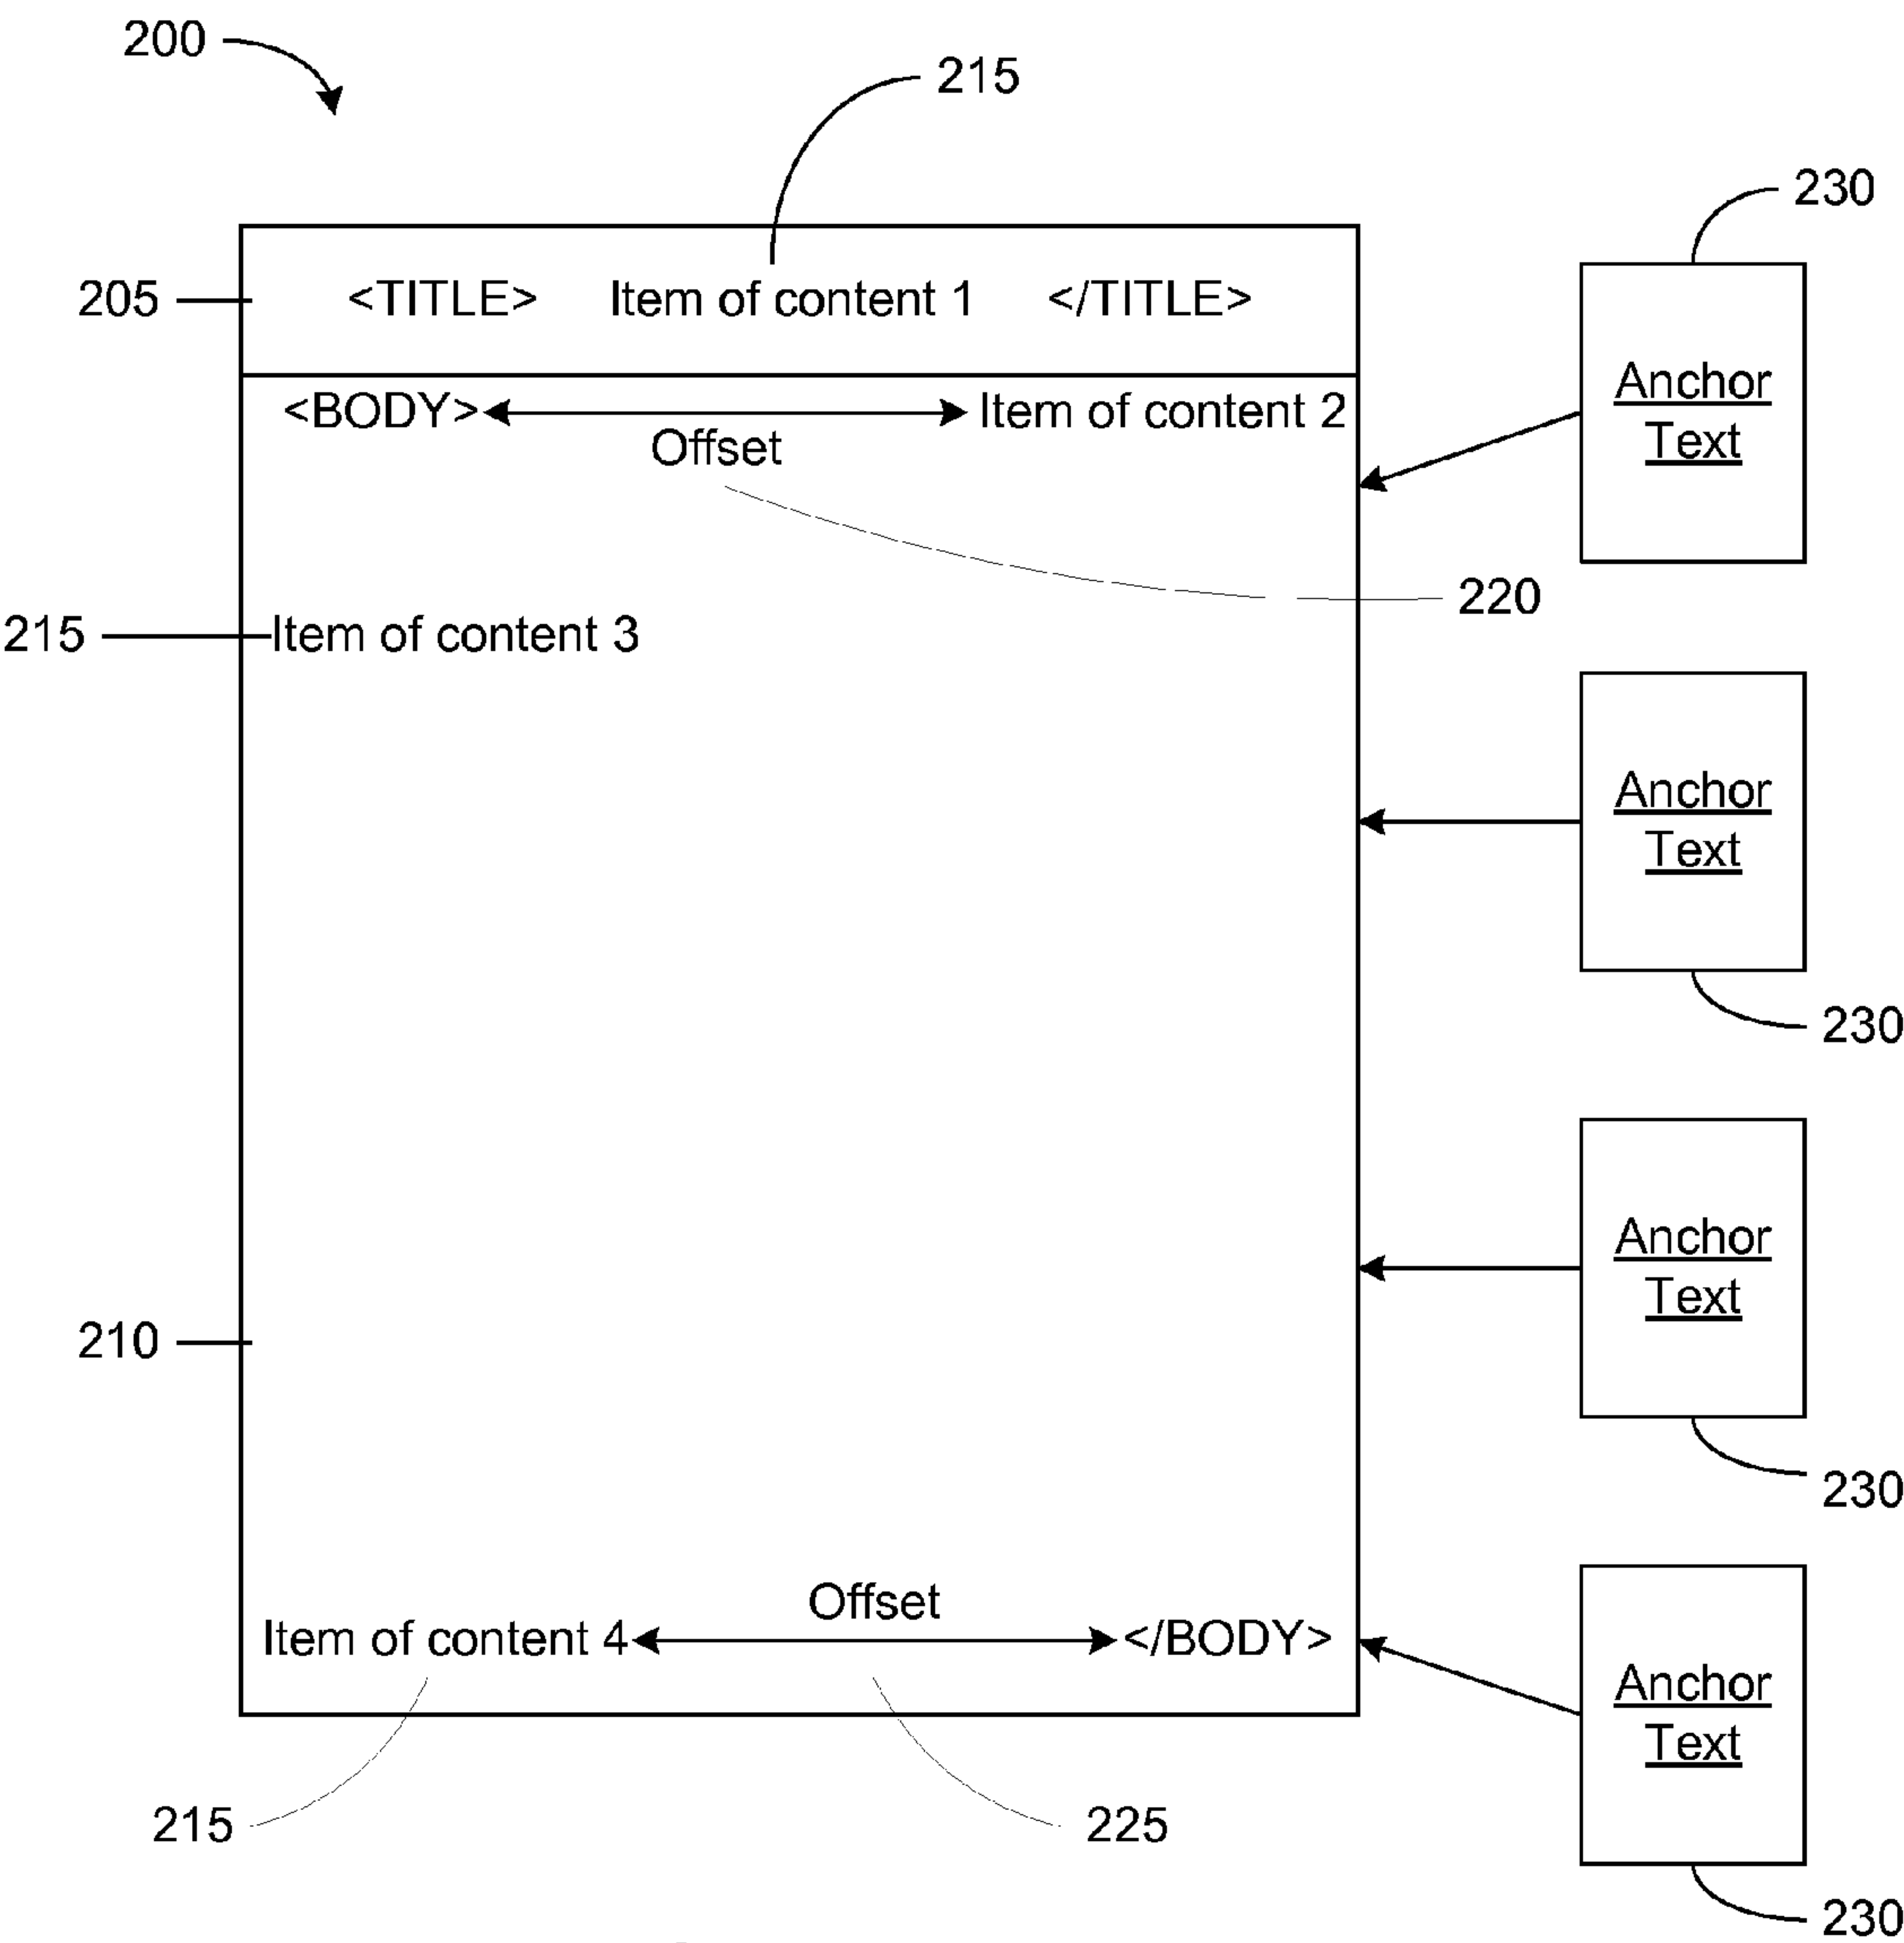 200
215
230
205
<TITLE> Item of content 1 </TITLE>
<BODY> Item of content 2
Offset
Anchor
Text
220
215
Item of content 3
Anchor
Text
230
Anchor
Text
210
230
Offset
Item of content 4 </BODY>
Anchor
Text
215
225
230